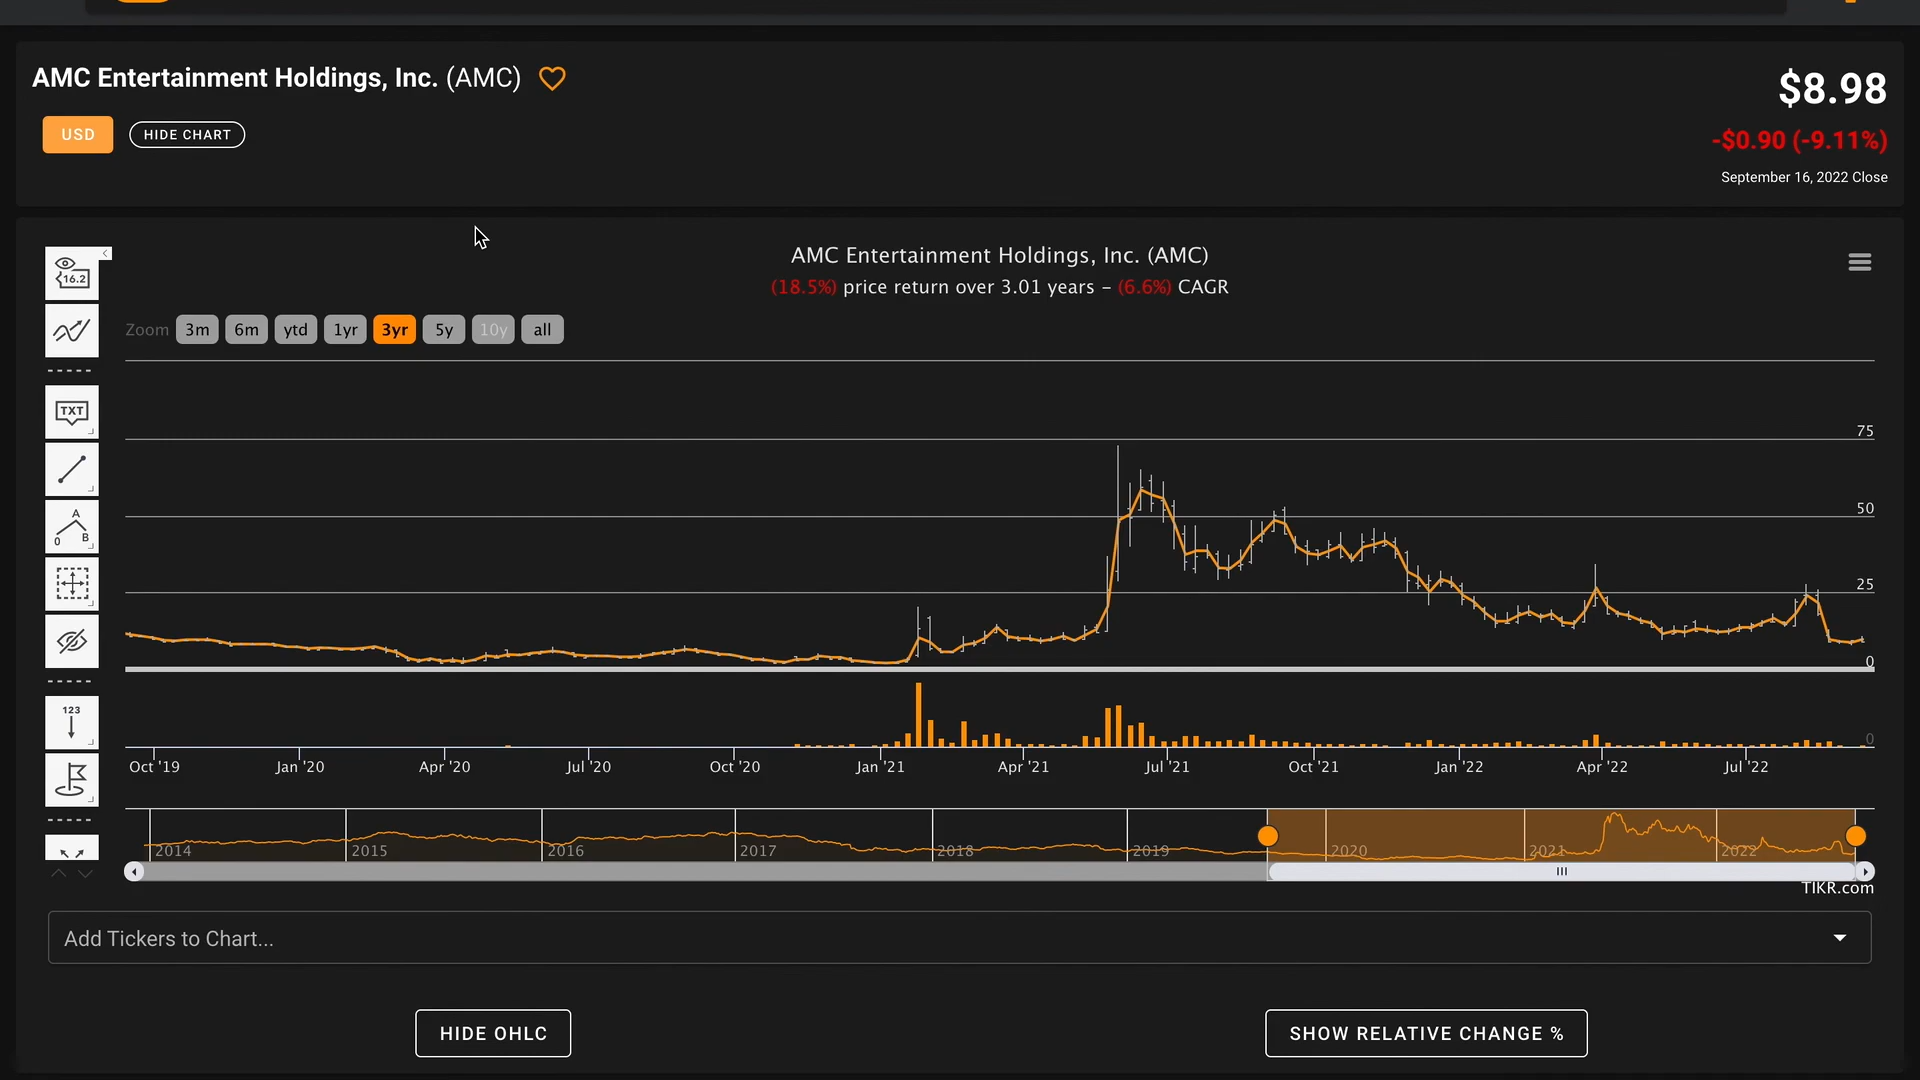 AMC Entertainment Holdings, Inc. (AMC)
$8.98
USD
HIDE CHART
-$0.90 (-9.11%)
September 16, 2022 Close
AMC Entertainment Holdings, Inc. (AMC)
(18.5%) price return over 3.01 years – (6.6%) CAGR
16.2
Zoom 3m 6m ytd 1yr 3yr 5y 10y all
TXT
75
50
A
0 B
25
0
123
0
Oct '19 Jan '20 Apr '20 Jul '20 Oct '20 Jan '21 Apr '21 Jul '21 Oct '21 Jan '22 Apr '22 Jul '22
2014 2015 2016 2017 2018 2019 2020 2021 2022
TIKR.com
Add Tickers to Chart...
HIDE OHLC
SHOW RELATIVE CHANGE %